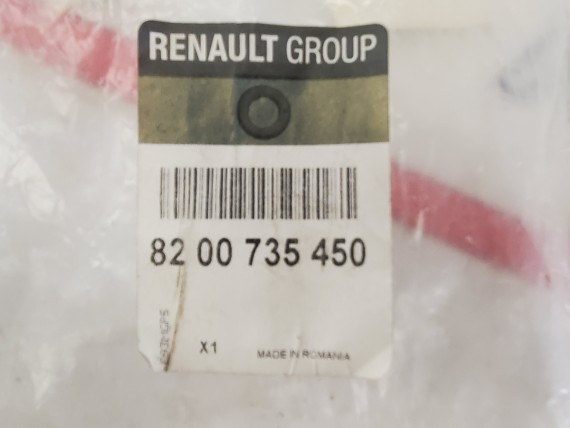 RENAULT GROUP
82 00 735 450
X1
MADE IN ROMANIA